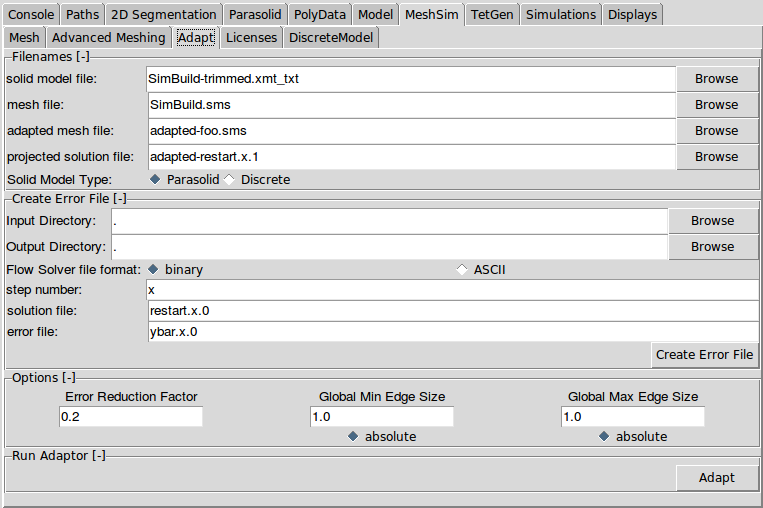 Console Paths 2D Segmentation Parasolid PolyData Model MeshSim TetGen Simulations Displays
Mesh Advanced Meshing Adapt Licenses DiscreteModel
Filenames [-]
solid model file: SimBuild-trimmed.xmt_txt Browse
mesh file: SimBuild.sms Browse
adapted mesh file: adapted-foo.sms Browse
projected solution file: adapted-restart.x.1 Browse
Solid Model Type: Parasolid Discrete
Create Error File [-]
Input Directory: . Browse
Output Directory: . Browse
Flow Solver file format: binary ASCII
step number: x
solution file: restart.x.0
error file: ybar.x.0
Create Error File
Options [-]
Error Reduction Factor Global Min Edge Size Global Max Edge Size
0.2 1.0 1.0
absolute absolute
Run Adaptor [-]
Adapt